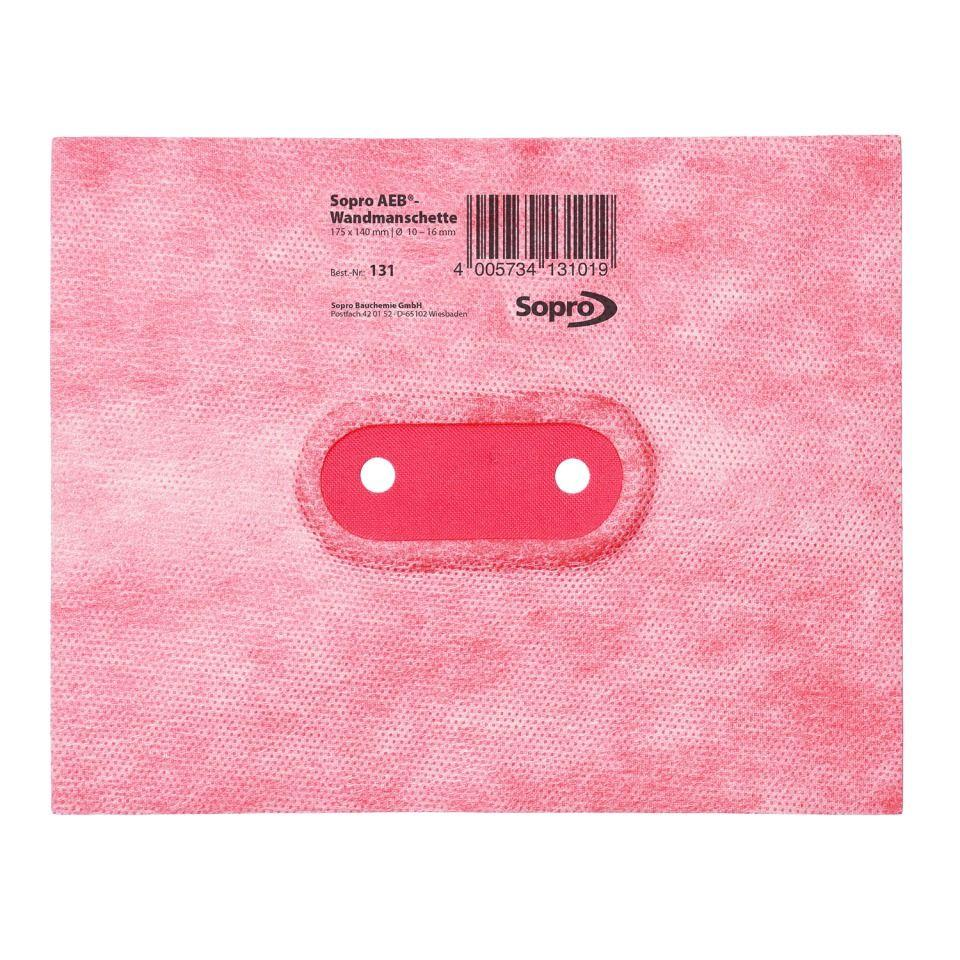 Sopro AEB®-
Wandmanschette
175 x 140 mm | Ø 10 – 16 mm
Best.-Nr.: 131
4 005734 131019
Sopro Bauchemie GmbH
Postfach 42 01 52 · D-65102 Wiesbaden
Sopro